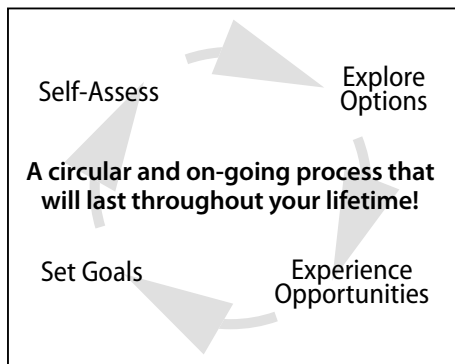 Self-Assess
Explore
Options
A circular and on-going process that
will last throughout your lifetime!
Set Goals
Experience
Opportunities